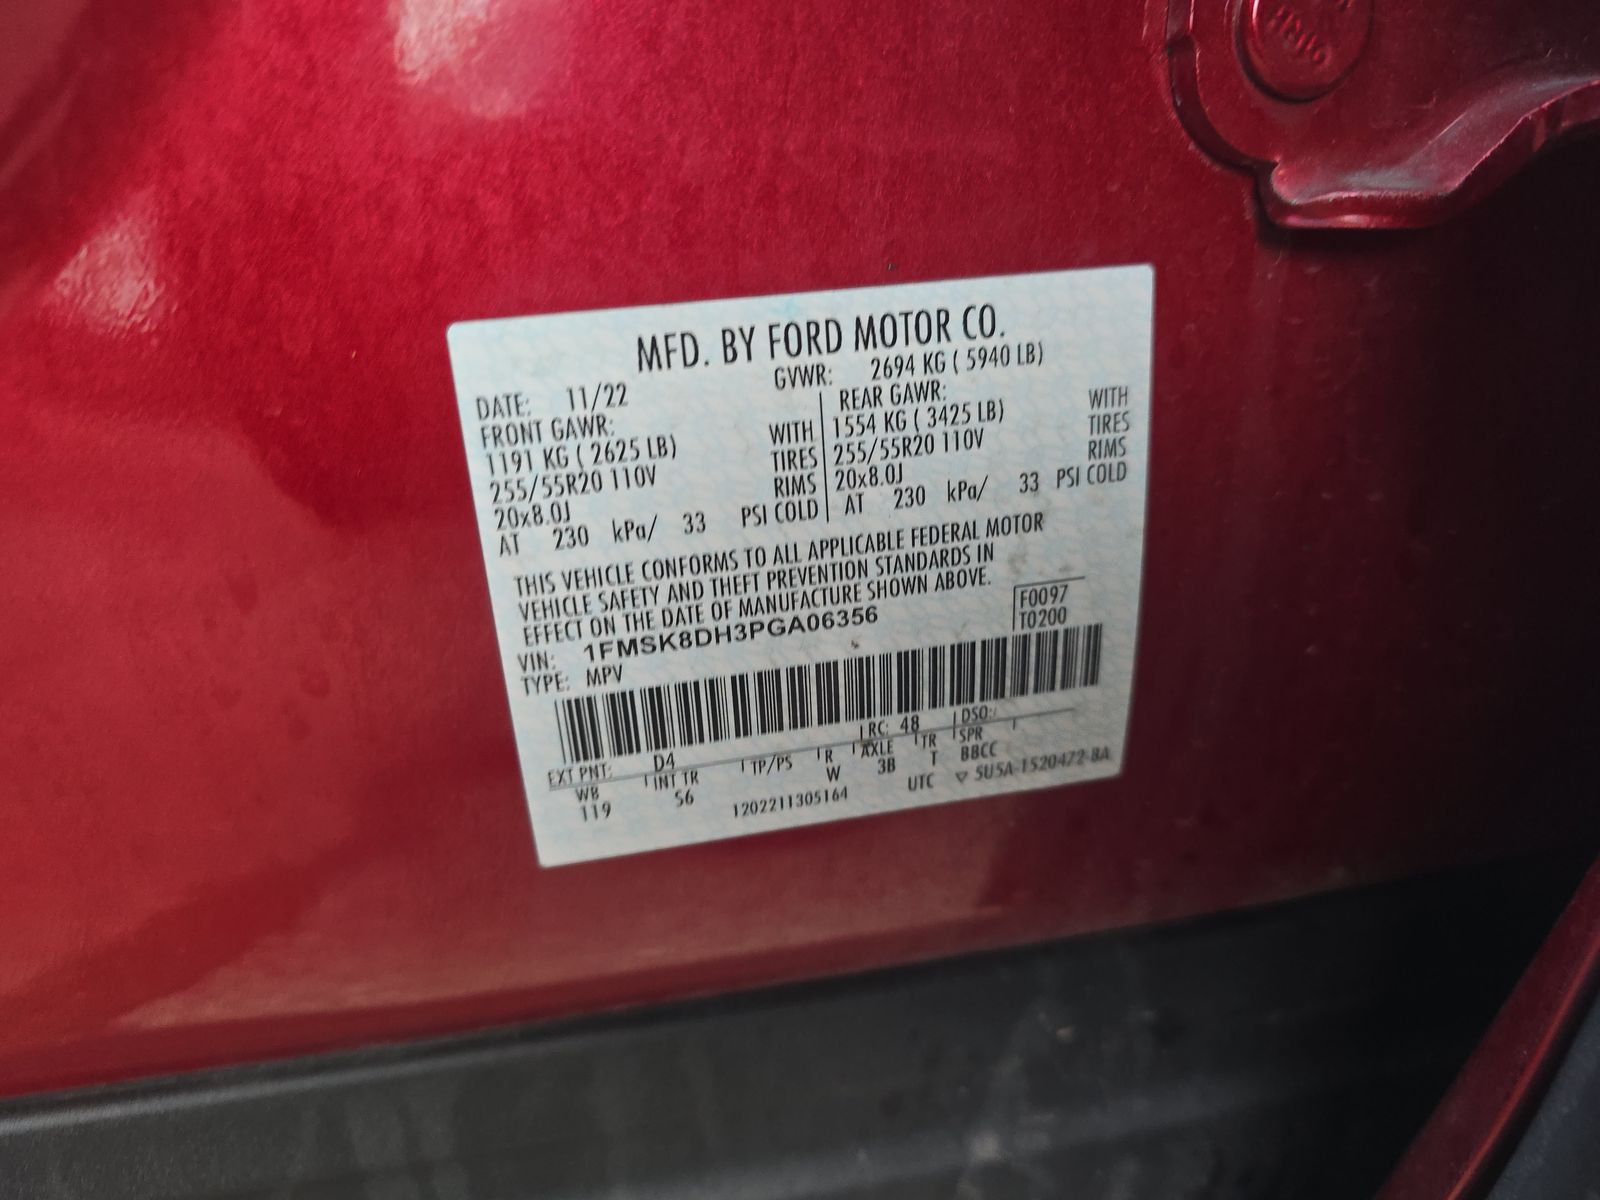 MFD. BY FORD MOTOR CO.
DATE: 11/22 GVWR: 2694 KG ( 5940 LB)
FRONT GAWR:
1191 KG ( 2625 LB) WITH
255/55R20 110V TIRES
20x8.0J RIMS
AT 230 kPa/ 33 PSI COLD
REAR GAWR:
1554 KG ( 3425 LB) WITH
255/55R20 110V TIRES
20x8.0J RIMS
AT 230 kPa/ 33 PSI COLD
THIS VEHICLE CONFORMS TO ALL APPLICABLE FEDERAL MOTOR
VEHICLE SAFETY AND THEFT PREVENTION STANDARDS IN
EFFECT ON THE DATE OF MANUFACTURE SHOWN ABOVE.
F0097
T0200
VIN: 1FMSK8DH3PGA06356
TYPE: MPV
EXT PNT: D4 RC: 48 DSO:
WB INT TR TP/PS R AXLE TR SPR
119 S6 W 3B T BBCC
1202211305164 UTC ▽ 5U5A-1520472-BA